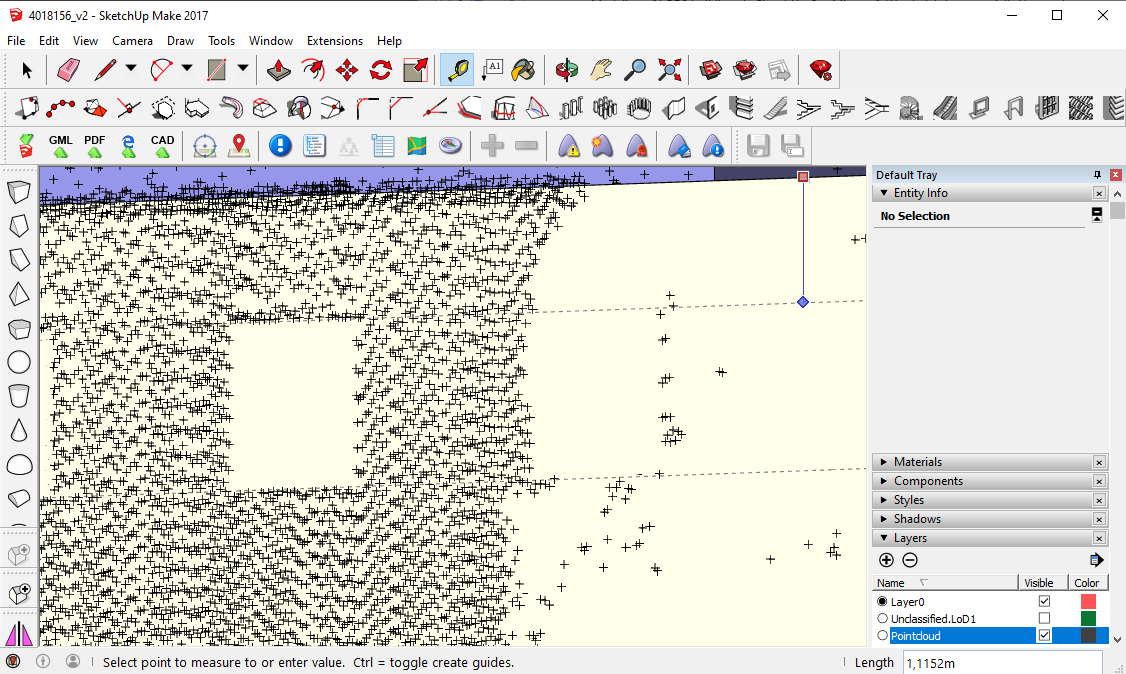 4018156_v2 - SketchUp Make 2017
File Edit View Camera Draw Tools Window Extensions Help
A1
GML PDF CAD
Default Tray
Entity Info
No Selection
Materials
Components
Styles
Shadows
Layers
Name Visible Color
Layer0
Unclassified.LoD1
Pointcloud
Select point to measure to or enter value. Ctrl = toggle create guides.
Length 1,1152m